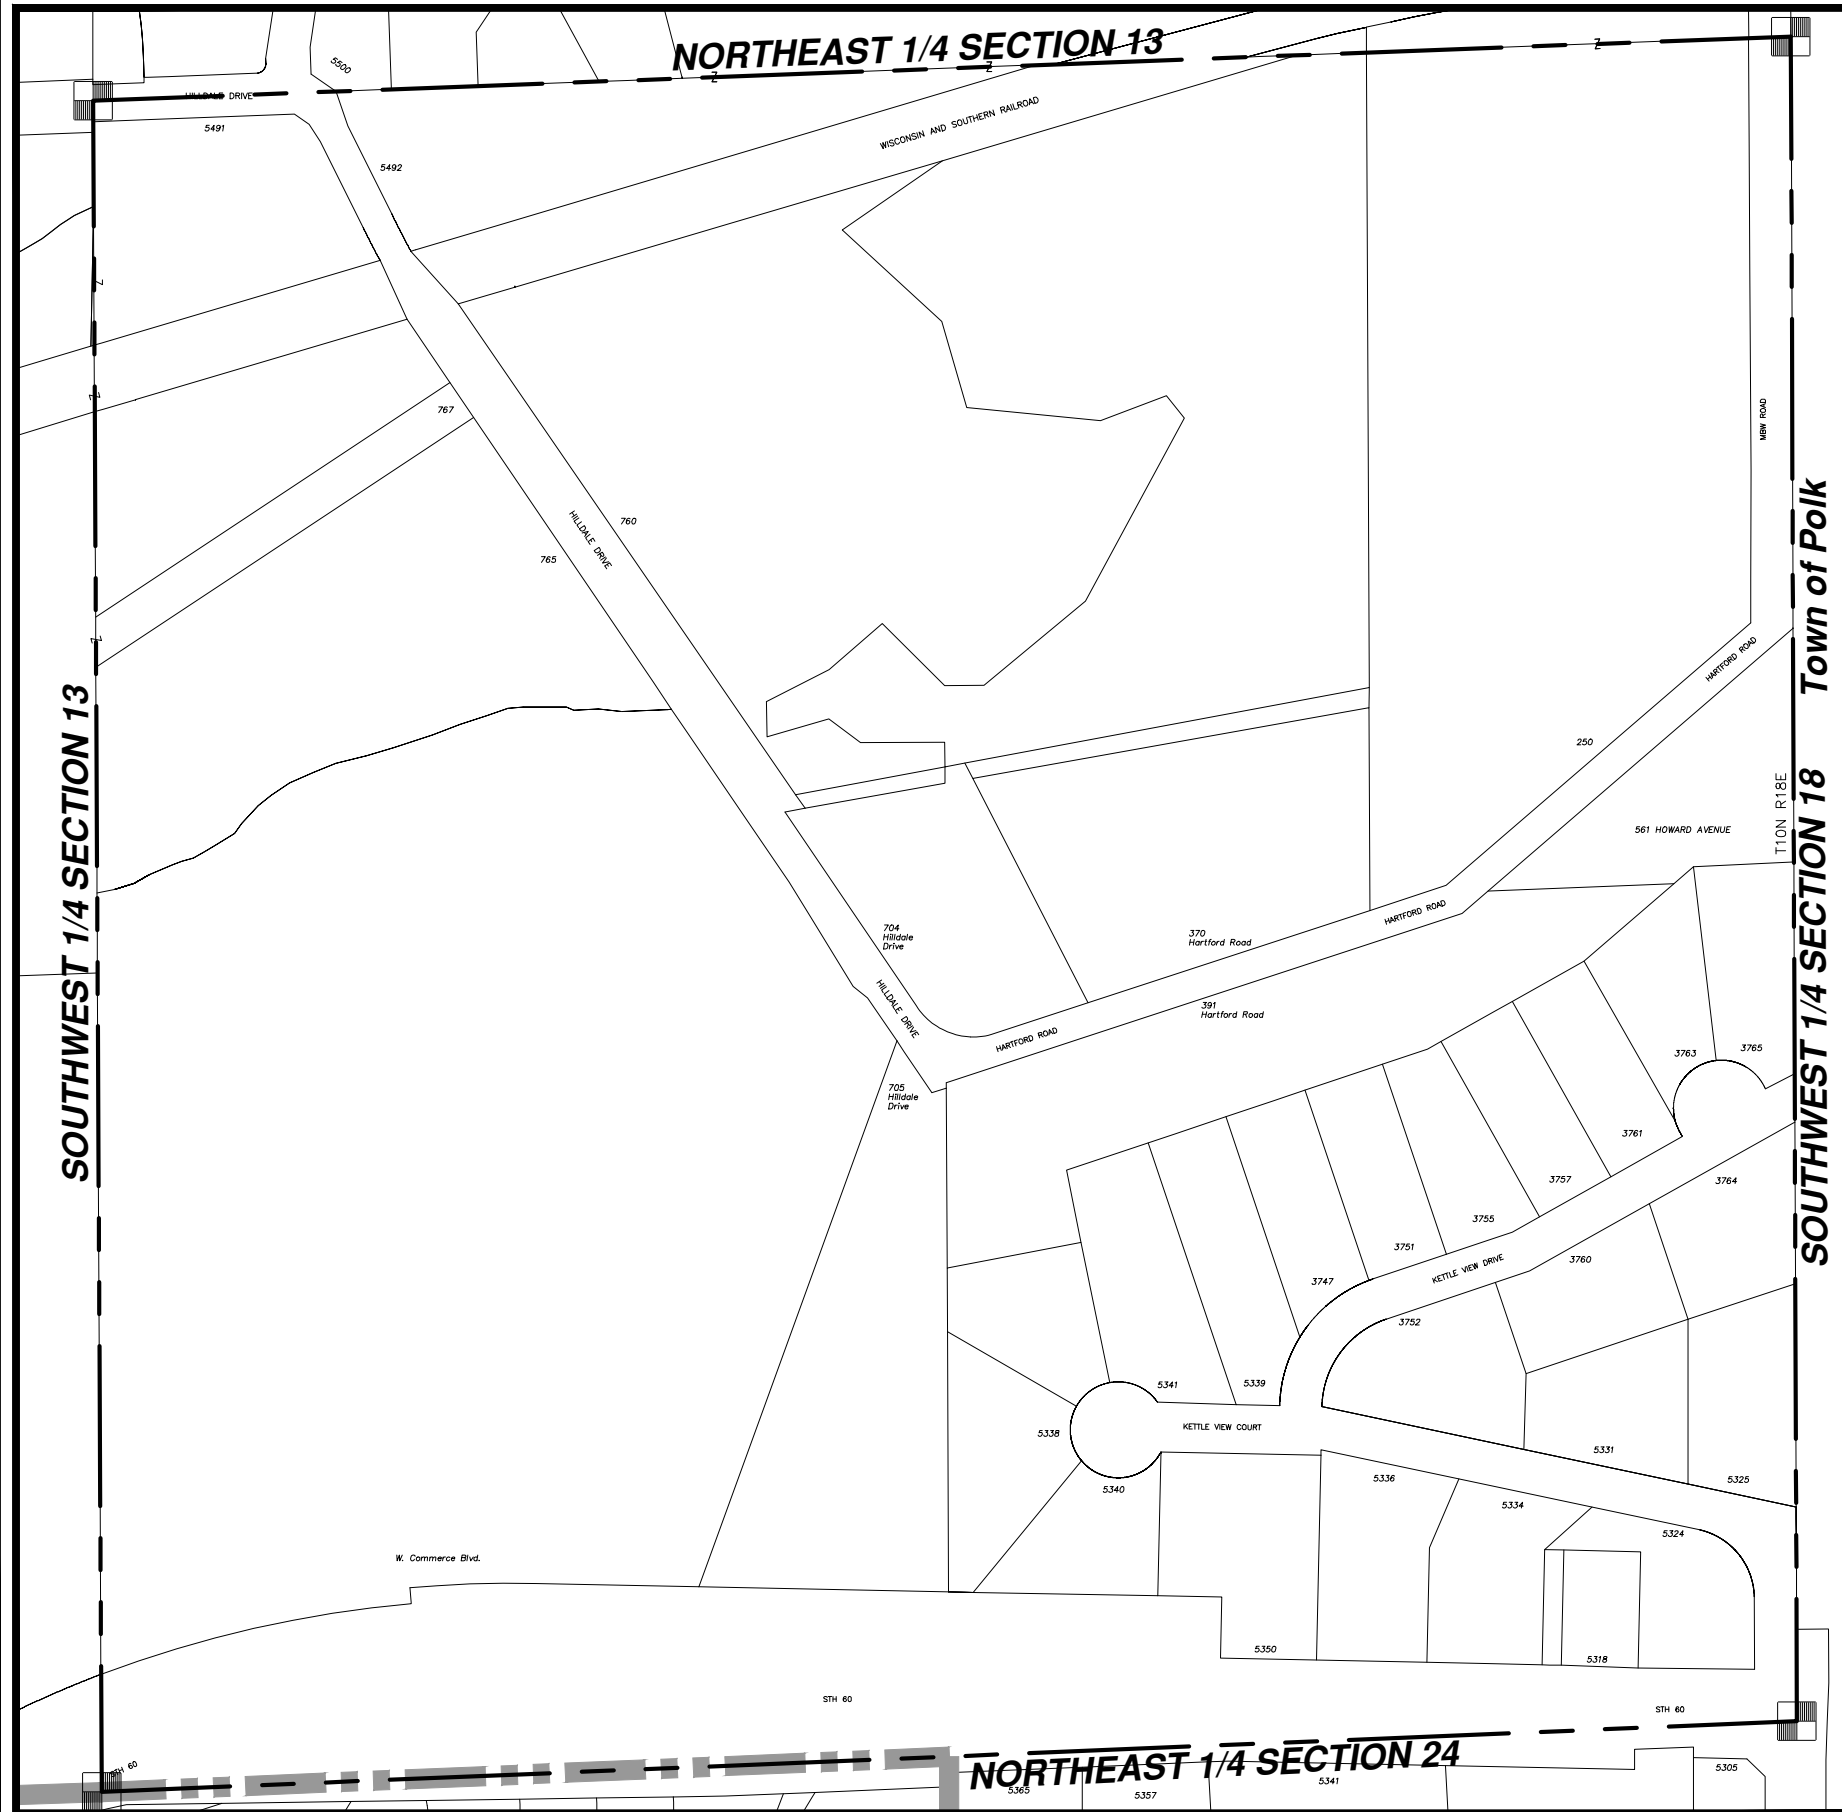 NORTHEAST 1/4 SECTION 13
5500
HILLDALE DRIVE
5491
5492
WISCONSIN AND SOUTHERN RAILROAD
Z
Z
Z
Z
Z
Z
767
MBW ROAD
760
HILLDALE DRIVE
765
Town of Polk
HARTFORD ROAD
250
SOUTHWEST 1/4 SECTION 13
T10N R18E
561 HOWARD AVENUE
SOUTHWEST 1/4 SECTION 18
HARTFORD ROAD
704
Hilldale
Drive
370
Hartford Road
HILLDALE DRIVE
391
Hartford Road
HARTFORD ROAD
3763
3765
705
Hilldale
Drive
3761
3757
3764
3755
3751
3760
KETTLE VIEW DRIVE
3747
3752
5341
5339
KETTLE VIEW COURT
5338
5331
5336
5325
5340
5334
5324
W. Commerce Blvd.
5350
5318
STH 60
STH 60
STH 60
NORTHEAST 1/4 SECTION 24
5365
5357
5341
5305